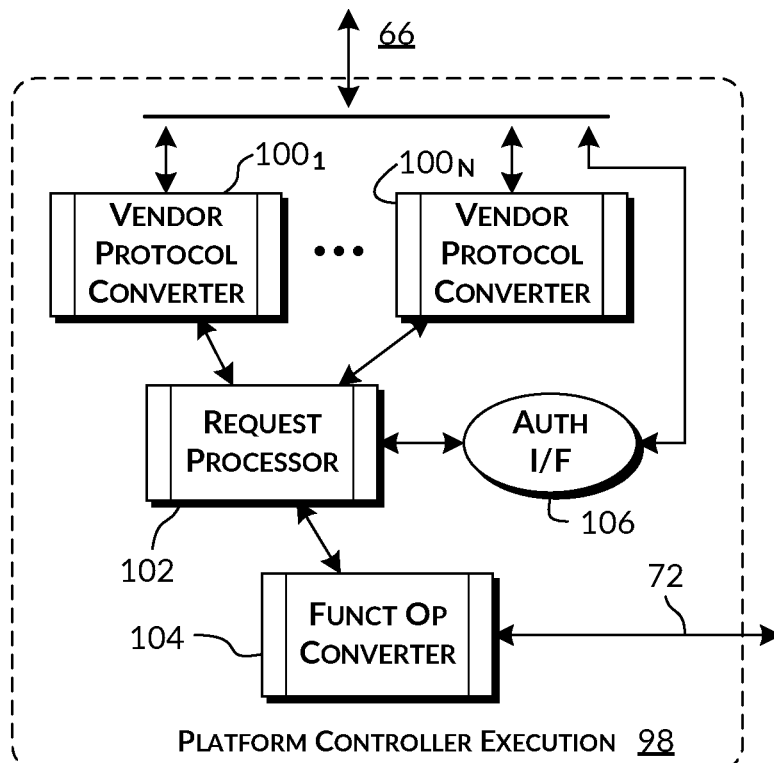 66
100₁
100 N
VENDOR
PROTOCOL
CONVERTER
VENDOR
PROTOCOL
CONVERTER
REQUEST
PROCESSOR
AUTH
I/F
102
106
FUNCT OP
CONVERTER
104
72
PLATFORM CONTROLLER EXECUTION 98